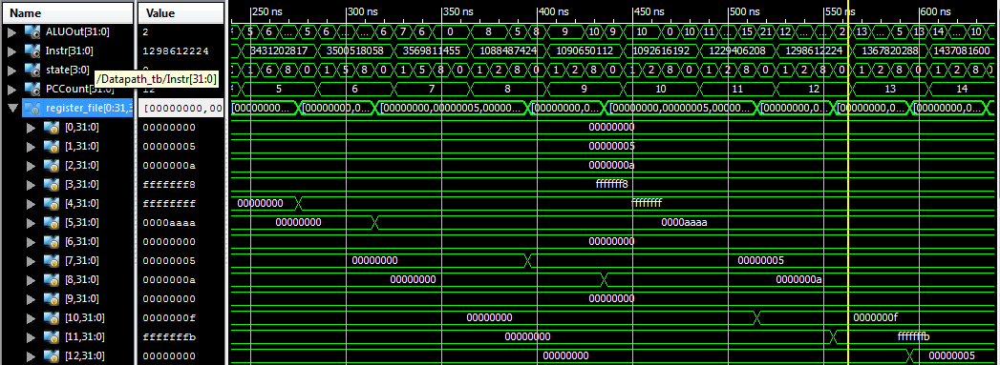 Name Value 250 ns 300 ns 350 ns 400 ns 450 ns 500 ns 550 ns 600 ns
ALUOut[31:0] 2 5 6 ... 5 6 ... 5 6 7 6 0 8 5 8 9 10 9 10 0 10 ... 15 21 12 ... 2 13 ... 5 13 14 ... 10
Instr[31:0] 1298612224 3431202817 3500518058 3569811455 1088487424 1090650112 1092616192 1229406208 1298612224 1367820288 1437081600
state[3:0] 0 1 6 8 0 1 5 8 0 1 6 8 0 1 2 8 0 1 2 8 0 1 2 8 0 1 2 8 0 1 2 8 0 1 2 8 0 1 2 8 0
/Datapath_tb/Instr[31:0]
PCCount[31:0] 12 5 6 7 8 9 10 11 12 13 14
register_file[0:31,3 [00000000,00 [0000000... [00000000,0... [00000000,00000005,00000... [00000000,0... [00000000,00000005,00000... [00000000,0... [00000000,0... [00000000,0...
[0,31:0] 00000000 00000000
[1,31:0] 00000005 00000005
[2,31:0] 0000000a 0000000a
[3,31:0] fffffff8 fffffff8
[4,31:0] ffffffff 00000000 ffffffff
[5,31:0] 0000aaaa 00000000 0000aaaa
[6,31:0] 00000000 00000000
[7,31:0] 00000005 00000000 00000005
[8,31:0] 0000000a 00000000 0000000a
[9,31:0] 00000000 00000000
[10,31:0] 0000000f 00000000 0000000f
[11,31:0] fffffffb 00000000 fffffffb
[12,31:0] 00000000 00000000 00000005